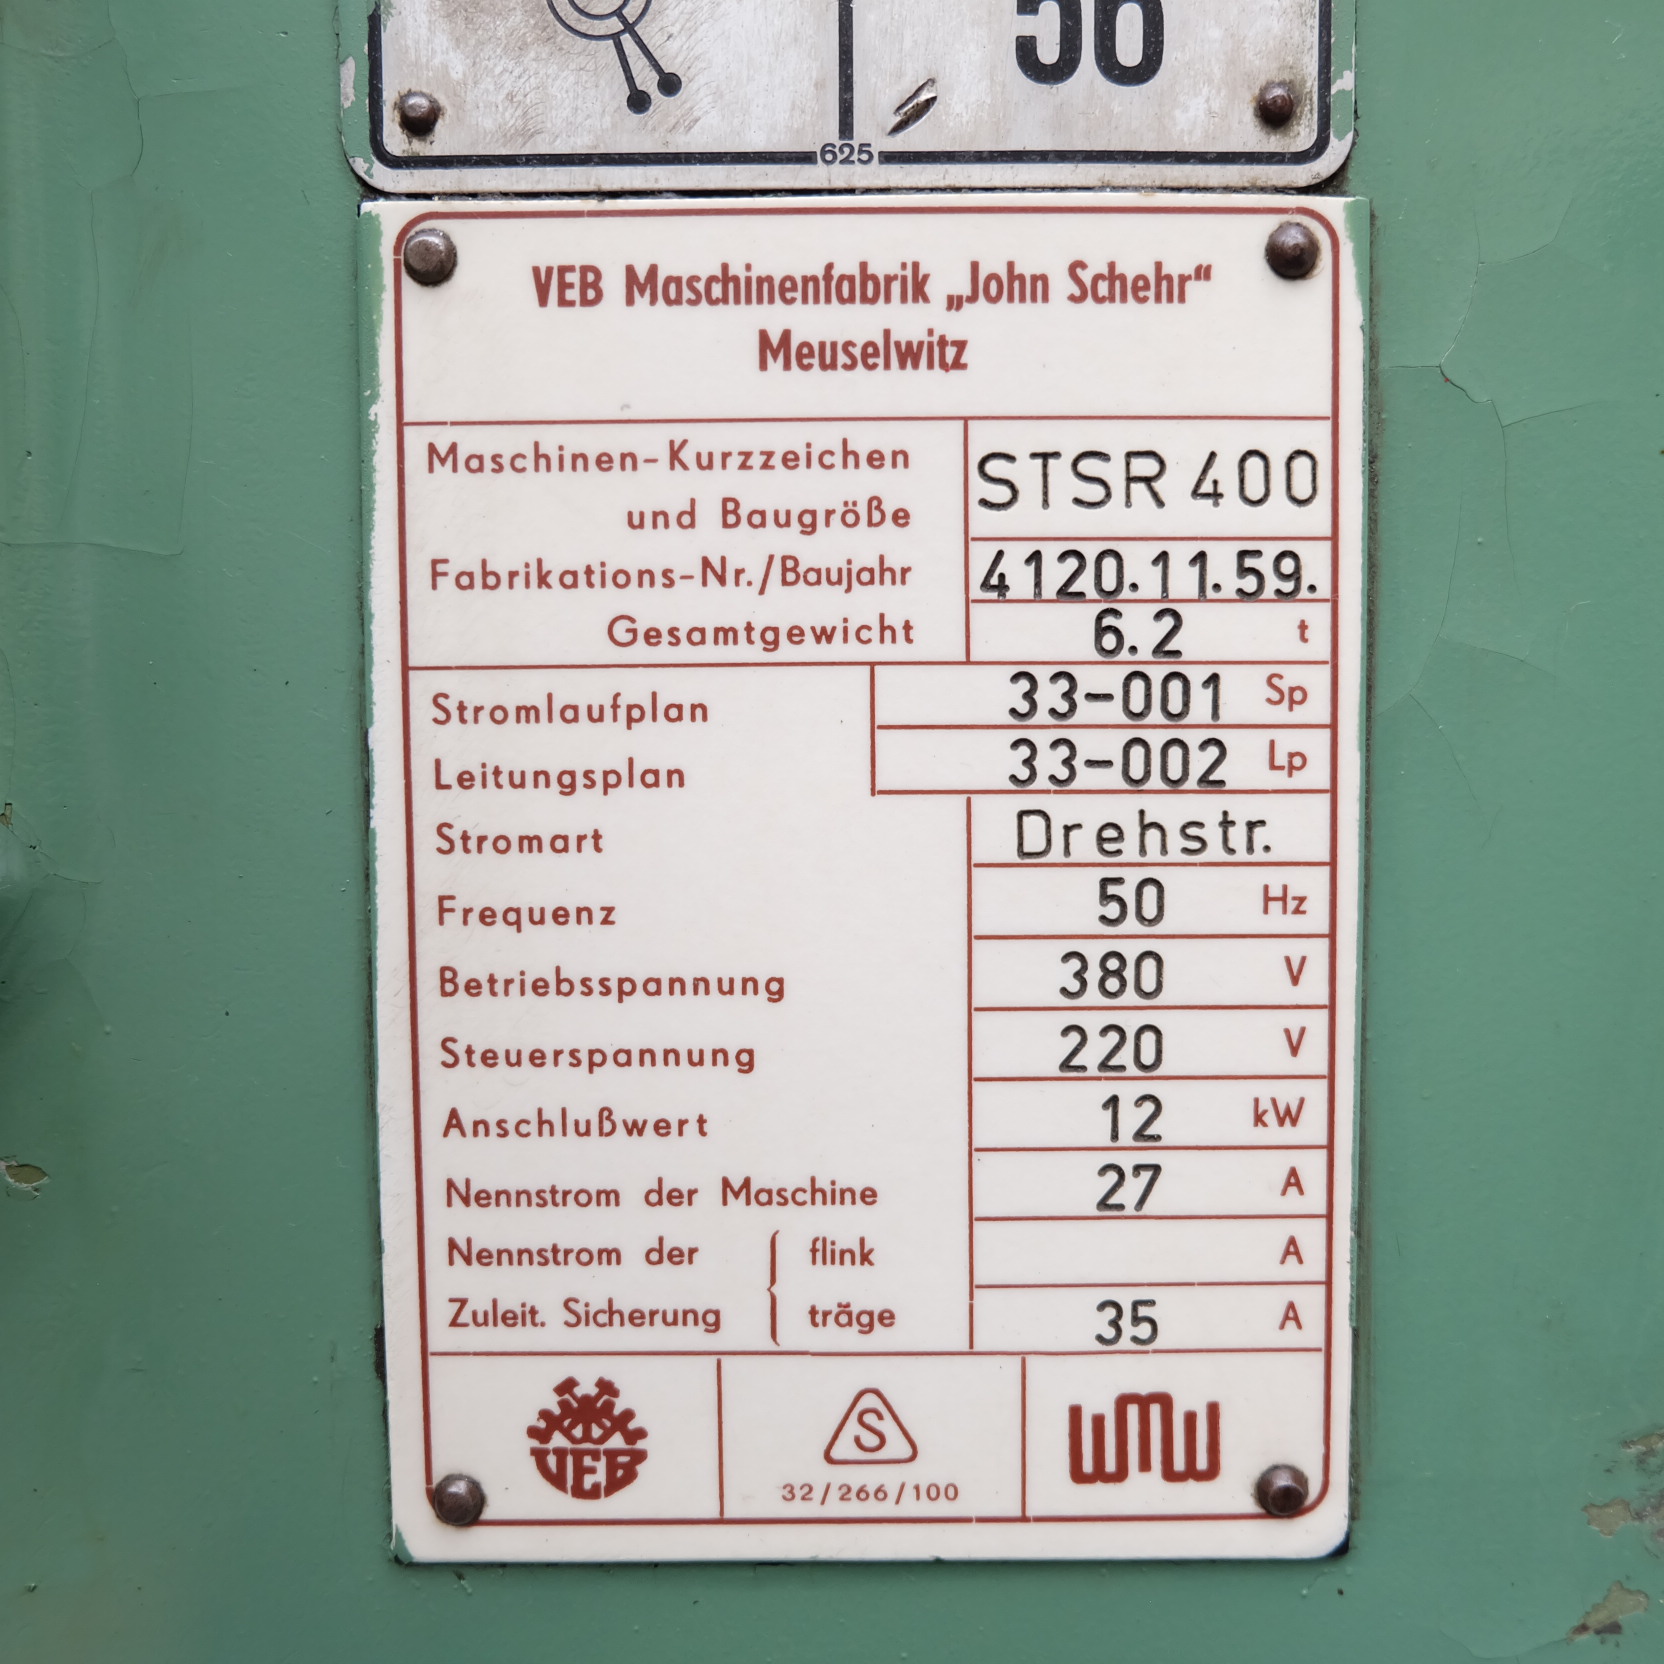 56
625
VEB Maschinenfabrik „John Schehr“
Meuselwitz
Maschinen-Kurzzeichen
und Baugröße STSR 400
Fabrikations-Nr./Baujahr 4120.11.59.
Gesamtgewicht 6.2 t
Stromlaufplan 33-001 Sp
Leitungsplan 33-002 Lp
Stromart Drehstr.
Frequenz 50 Hz
Betriebsspannung 380 V
Steuerspannung 220 V
Anschlußwert 12 kW
Nennstrom der Maschine 27 A
Nennstrom der flink A
Zuleit. Sicherung träge 35 A
VEB S WMW
32/266/100